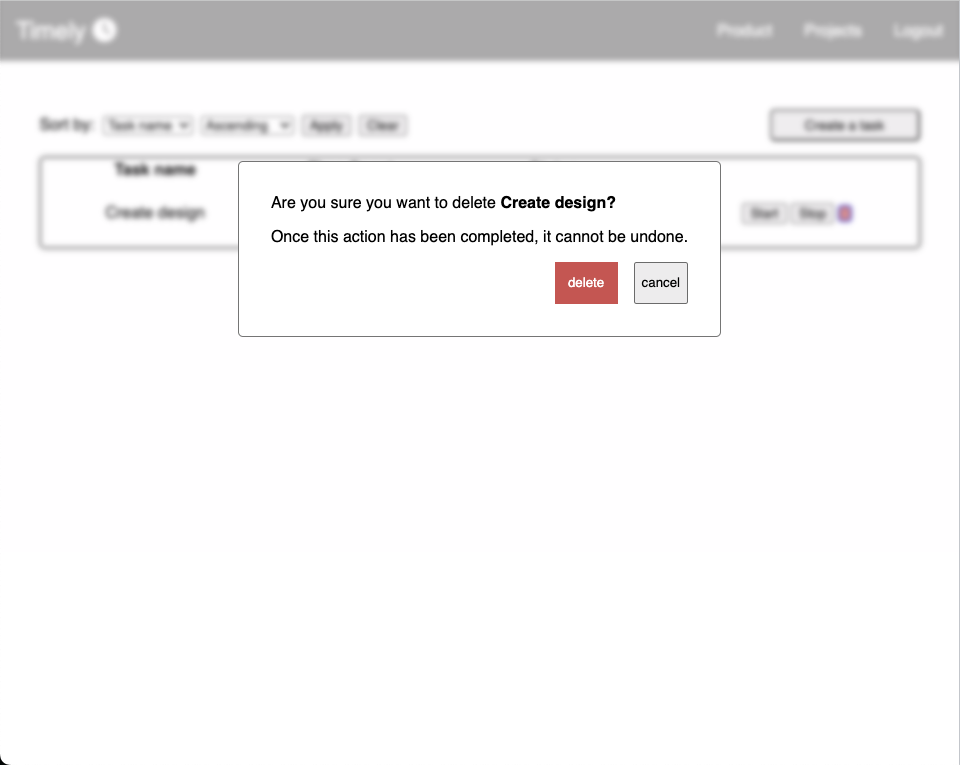 Timely
Product Projects Logout
Sort by: Task name Ascending Apply Clear Create a task
Task name
Are you sure you want to delete Create design?
Create design Start Stop
Once this action has been completed, it cannot be undone.
delete cancel